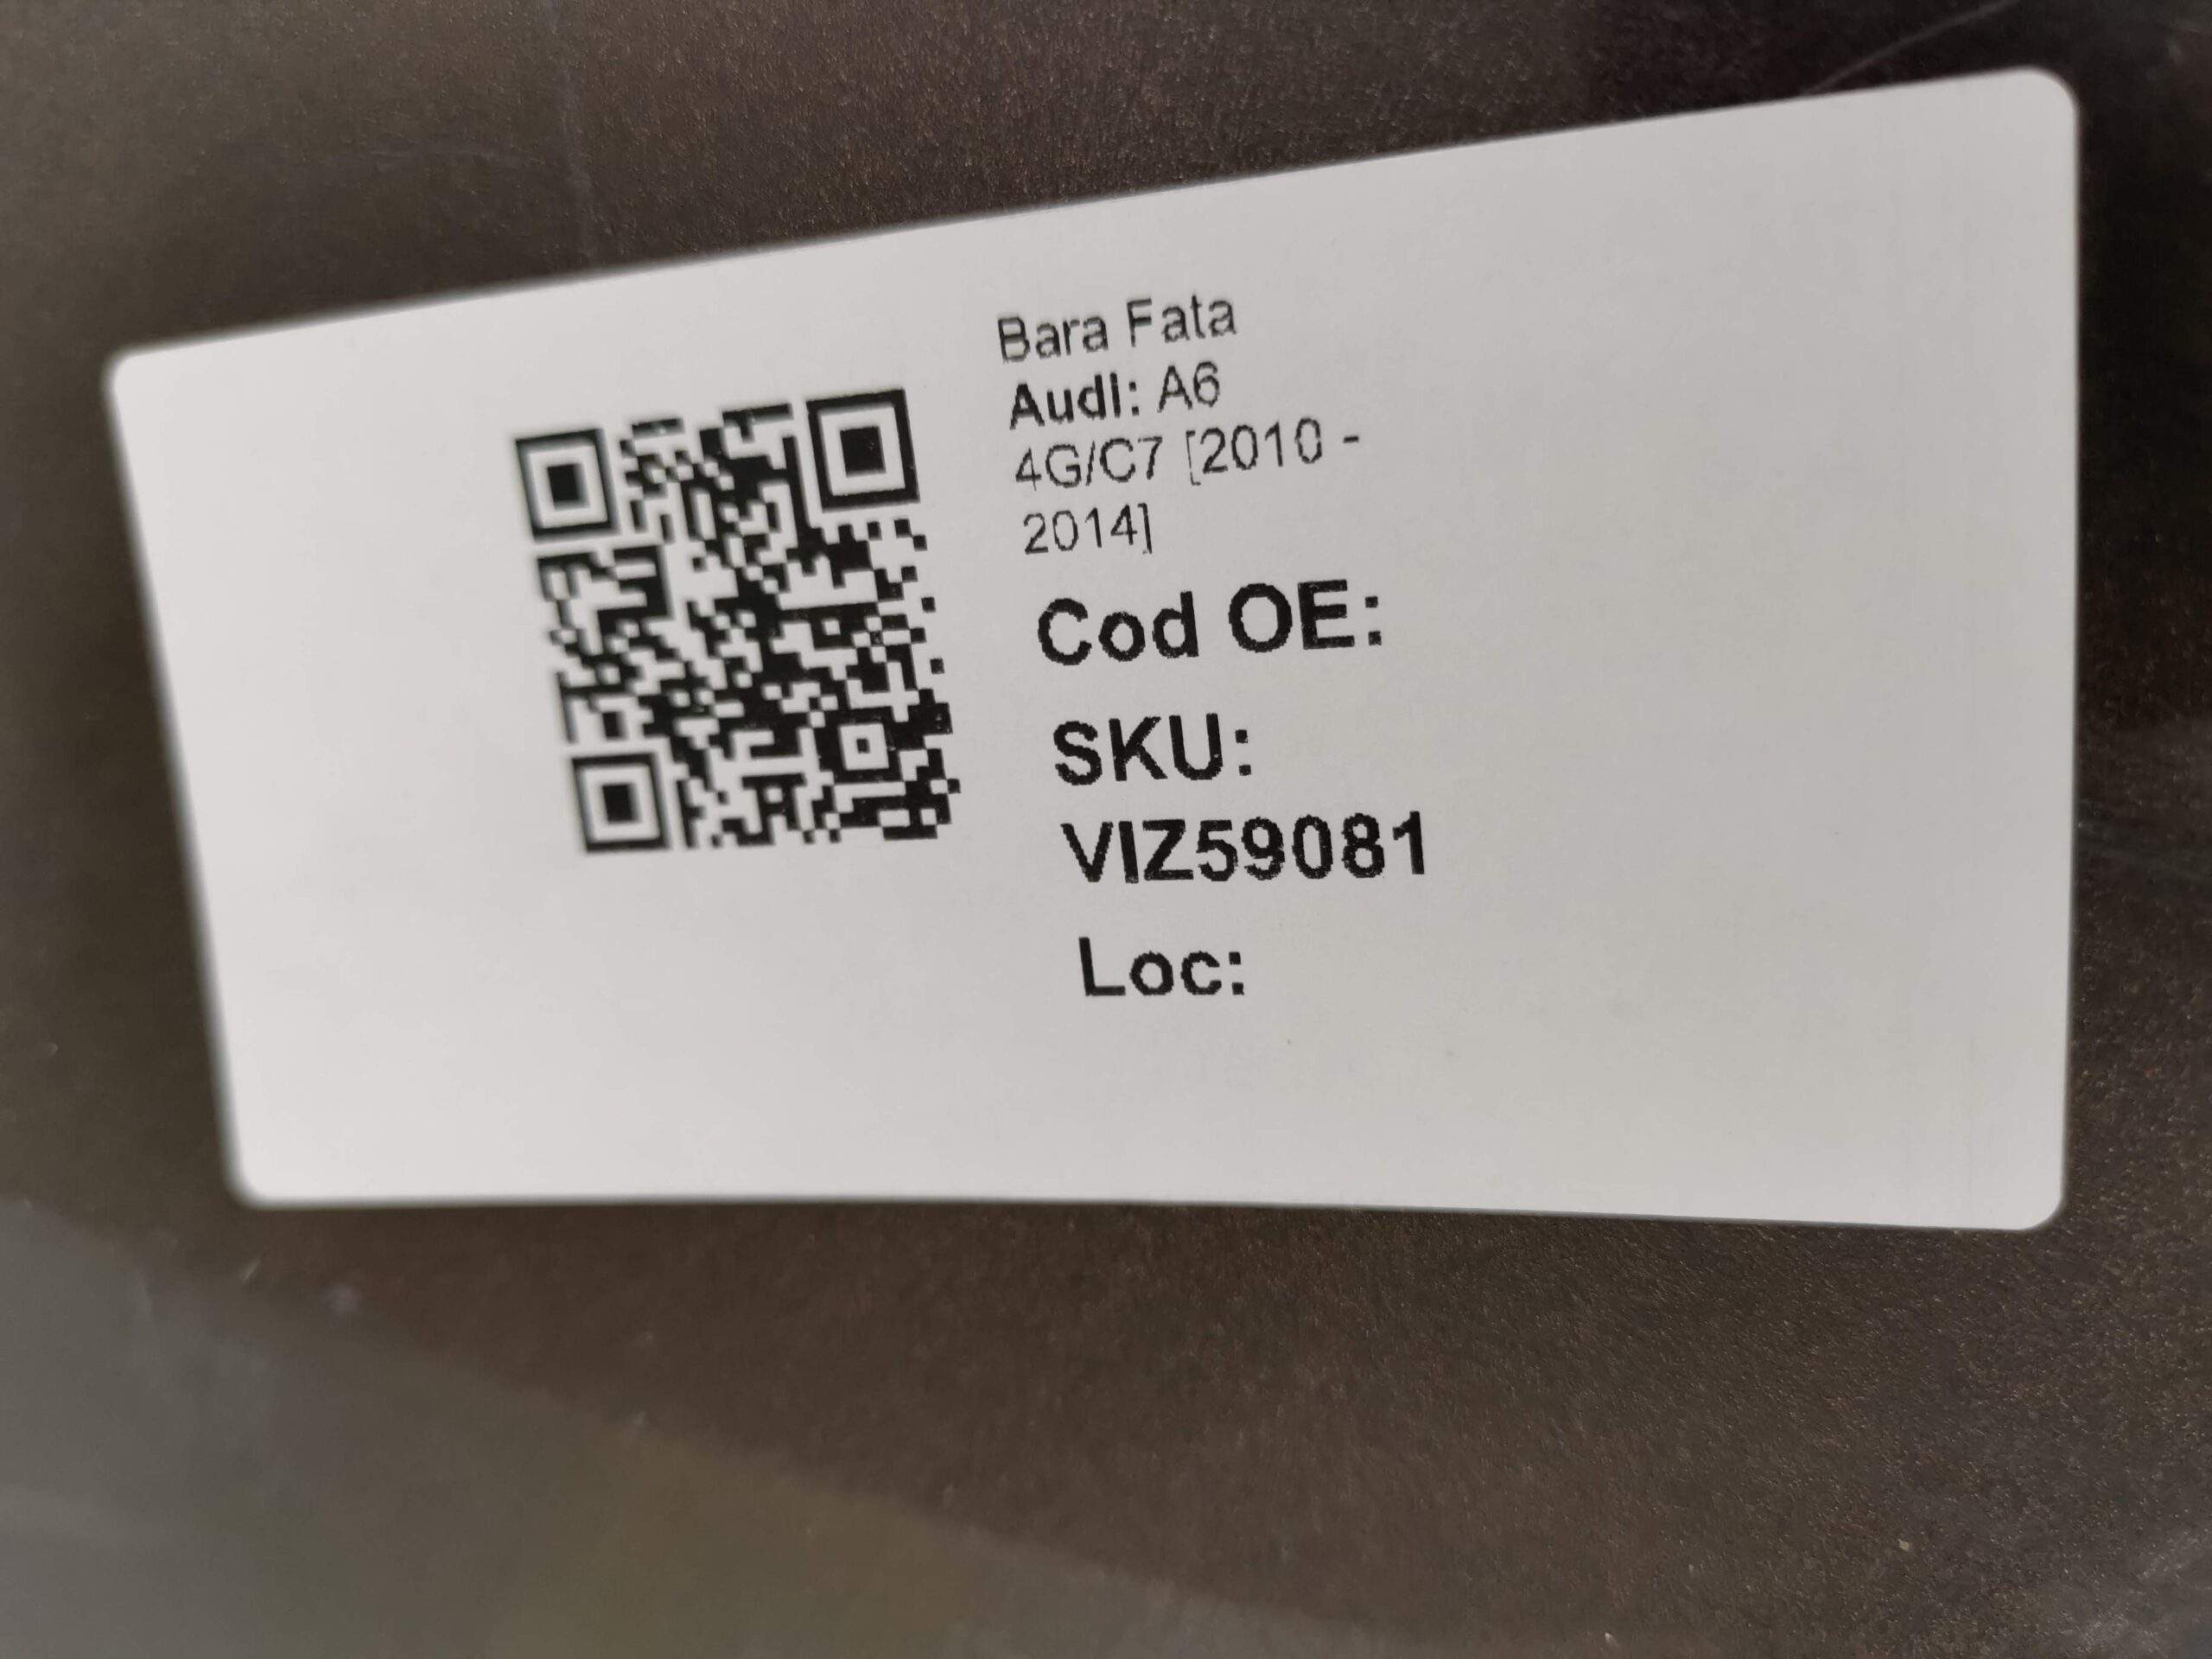 Bara Fata
Audi: A6
4G/C7 [2010 -
2014]
Cod OE:
SKU:
VIZ59081
Loc: